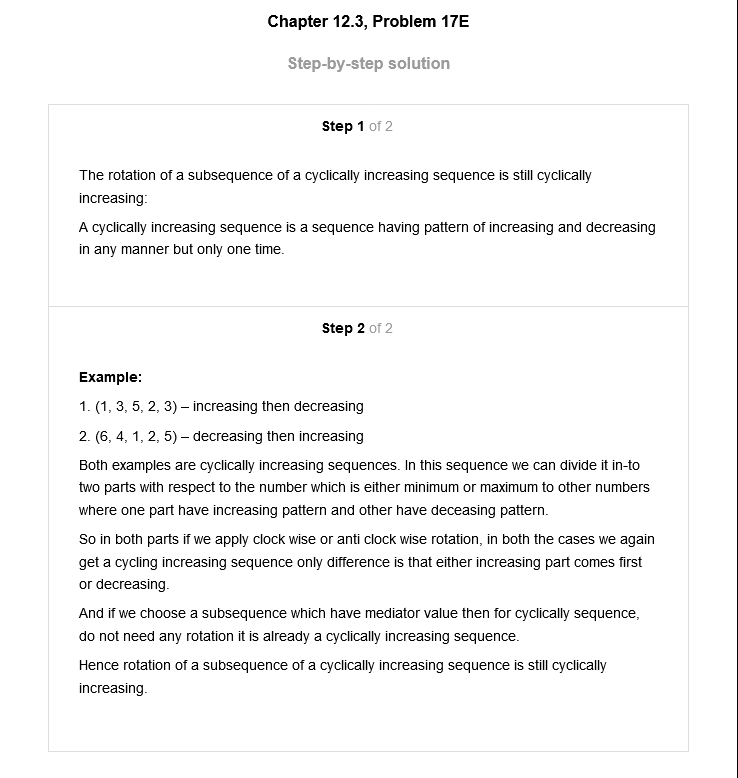 Chapter 12.3, Problem 17E
Step-by-step solution
Step 1 of 2
The rotation of a subsequence of a cyclically increasing sequence is still cyclically
increasing:
A cyclically increasing sequence is a sequence having pattern of increasing and decreasing
in any manner but only one time.
Step 2 of 2
Example:
1. (1, 3, 5, 2, 3) – increasing then decreasing
2. (6, 4, 1, 2, 5) – decreasing then increasing
Both examples are cyclically increasing sequences. In this sequence we can divide it in-to
two parts with respect to the number which is either minimum or maximum to other numbers
where one part have increasing pattern and other have deceasing pattern.
So in both parts if we apply clock wise or anti clock wise rotation, in both the cases we again
get a cycling increasing sequence only difference is that either increasing part comes first
or decreasing.
And if we choose a subsequence which have mediator value then for cyclically sequence,
do not need any rotation it is already a cyclically increasing sequence.
Hence rotation of a subsequence of a cyclically increasing sequence is still cyclically
increasing.